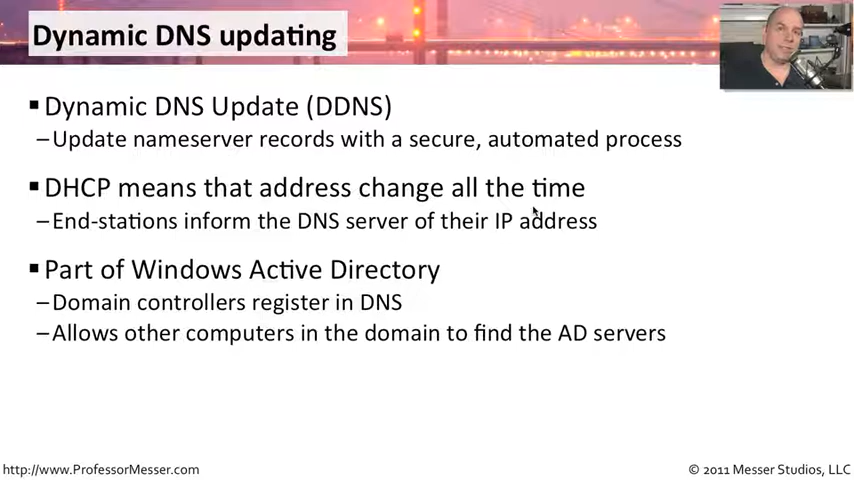 Dynamic DNS updating
▪ Dynamic DNS Update (DDNS)
–Update nameserver records with a secure, automated process
▪ DHCP means that address change all the time
–End-stations inform the DNS server of their IP address
▪ Part of Windows Active Directory
–Domain controllers register in DNS
–Allows other computers in the domain to find the AD servers
http://www.ProfessorMesser.com
© 2011 Messer Studios, LLC